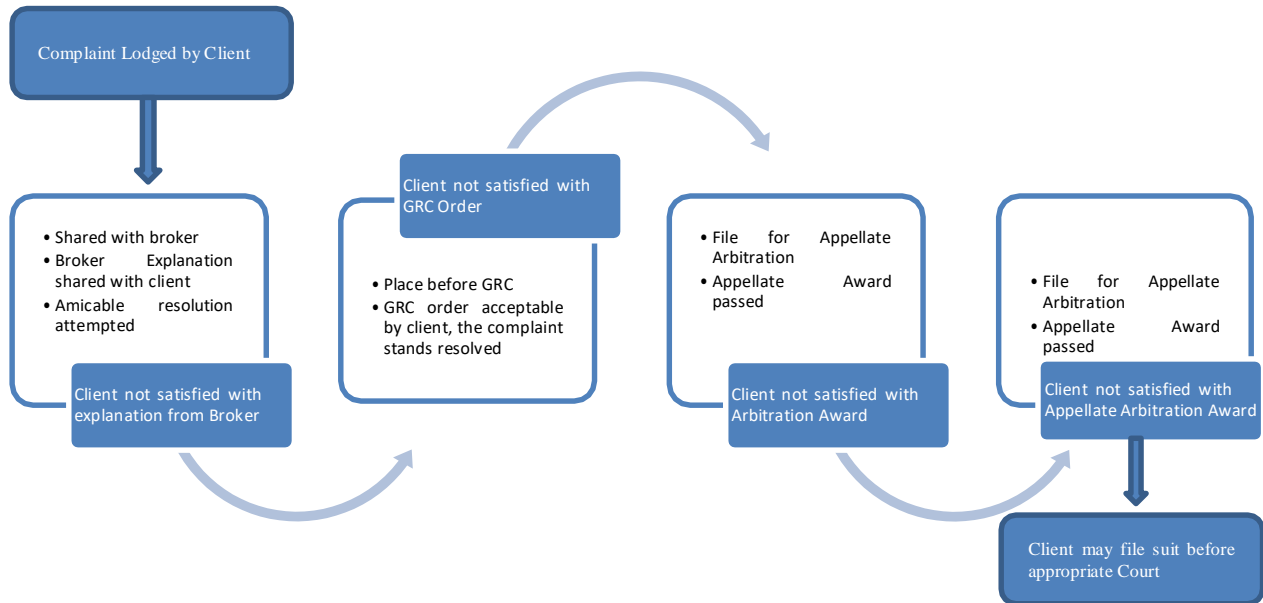 Complaint Lodged by Client
• Shared with broker
• Broker Explanation
shared with client
• Amicable resolution
attempted
Client not satisfied with
explanation from Broker
Client not satisfied with
GRC Order
• Place before GRC
• GRC order acceptable
by client, the complaint
stands resolved
• File for Appellate
Arbitration
• Appellate Award
passed
Client not satisfied with
Arbitration Award
• File for Appellate
Arbitration
• Appellate Award
passed
Client not satisfied with
Appellate Arbitration Award
Client may file suit before
appropriate Court